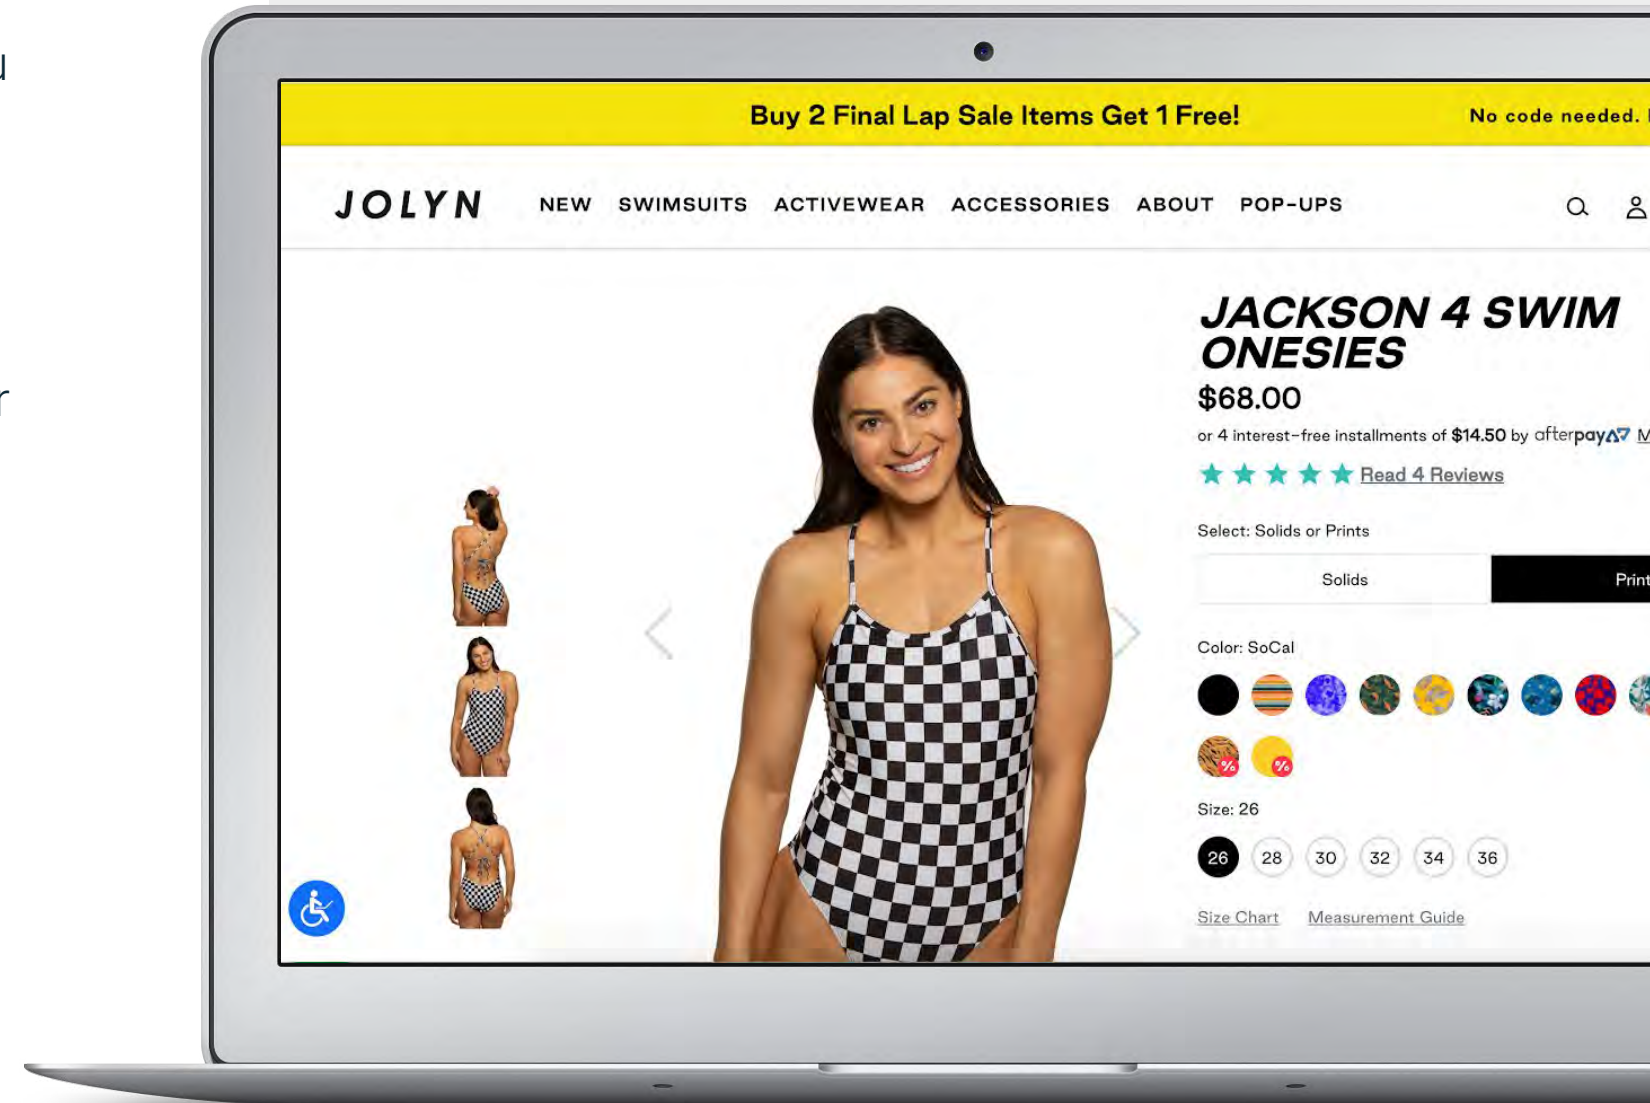 Buy 2 Final Lap Sale Items Get 1 Free!
No code needed.
JOLYN NEW SWIMSUITS ACTIVEWEAR ACCESSORIES ABOUT POP-UPS
JACKSON 4 SWIM
ONESIES
$68.00
or 4 interest-free installments of $14.50 by afterpay
Read 4 Reviews
Select: Solids or Prints
Solids Print
Color: SoCal
% %
Size: 26
26 28 30 32 34 36
Size Chart Measurement Guide